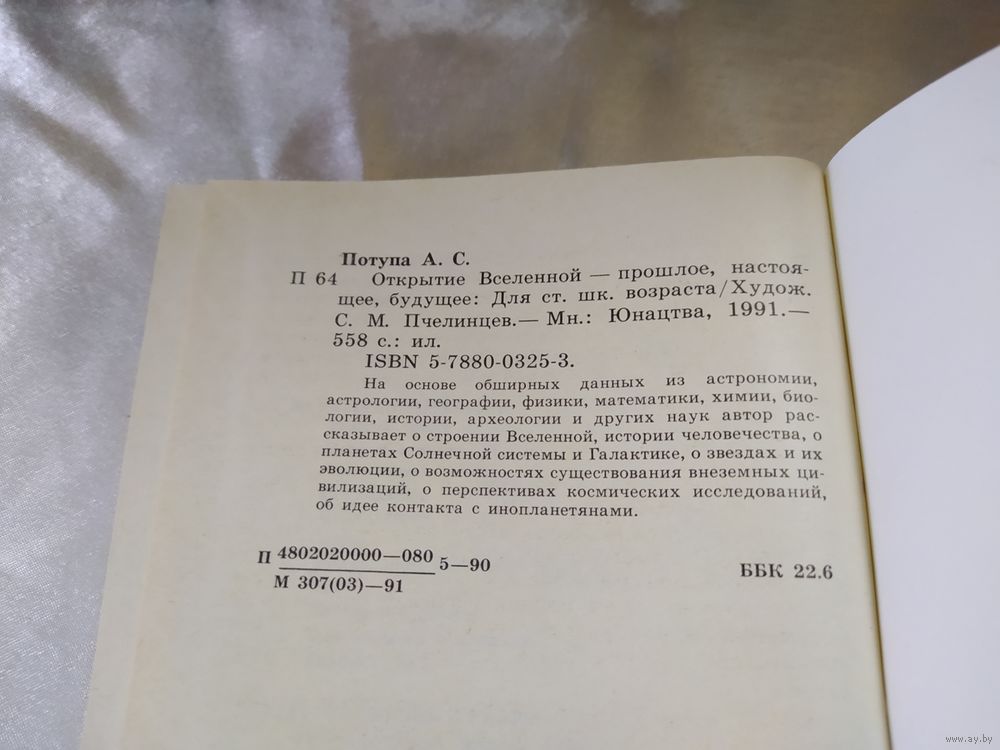 Потупа А. С.
П 64 Открытие Вселенной — прошлое, настоя-
щее, будущее: Для ст. шк. возраста/Худож.
С. М. Пчелинцев.— Мн.: Юнацтва, 1991.—
558 с.: ил.
ISBN 5-7880-0325-3.
На основе обширных данных из астрономии,
астрологии, географии, физики, математики, химии, био-
логии, истории, археологии и других наук автор рас-
сказывает о строении Вселенной, истории человечества, о
планетах Солнечной системы и Галактике, о звездах и их
эволюции, о возможностях существования внеземных ци-
вилизаций, о перспективах космических исследований,
об идее контакта с инопланетянами.
П 4802020000—080 5—90
М 307(03)—91
ББК 22.6
www.ay.by